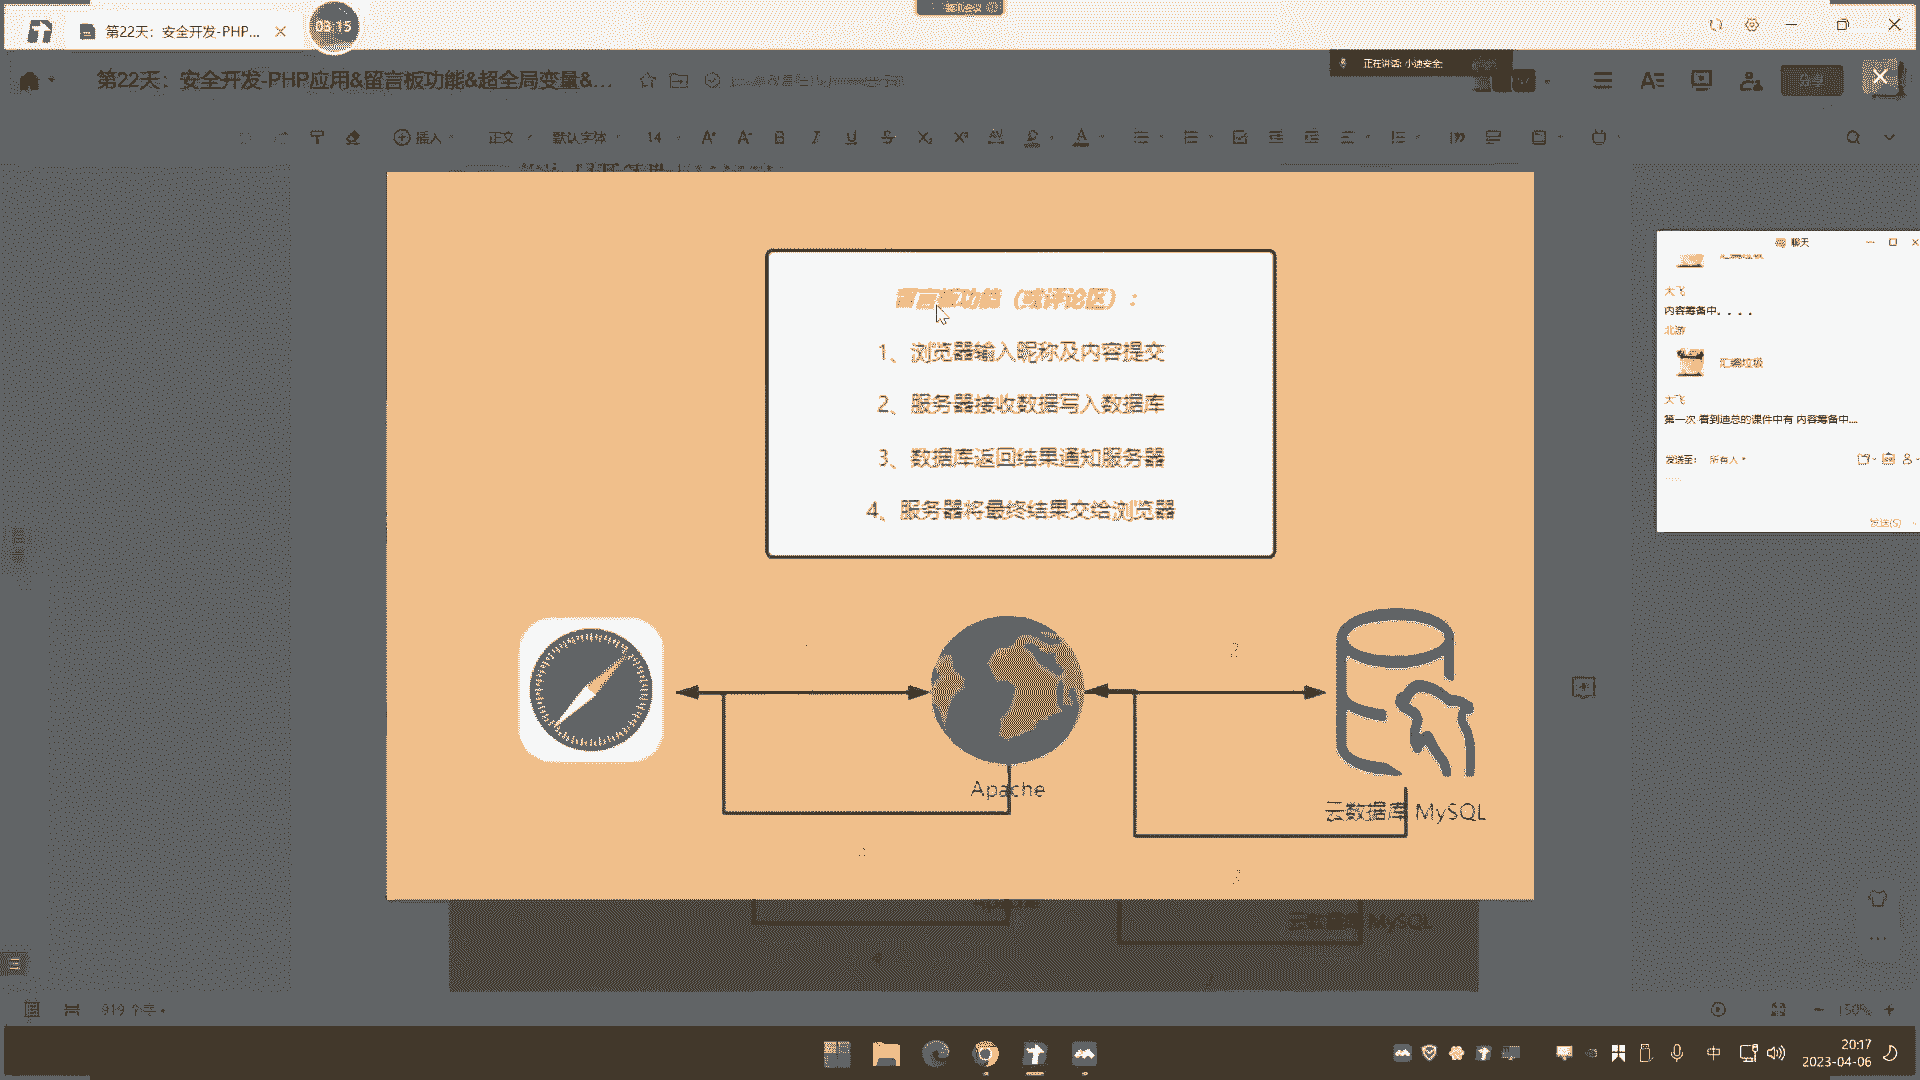 第22天：安全开发-PHP...
03:15
正在讲话: 小迪安全;
第22天：安全开发-PHP应用&留言板功能&超全局变量&...
分享
插入
正文
默认字体
14
留言板功能（或评论区）：
1、浏览器输入昵称及内容提交
2、服务器接收数据写入数据库
3、数据库返回结果通知服务器
4、服务器将最终结果交给浏览器
2
Apache
云数据库 MySQL
3
云数据库 MySQL
聊天
大飞
内容筹备中。。。。
北游
汇编垃圾
大飞
第一次 看到迪总的课件中有 内容筹备中....
发送至:
所有人
发送(S)
919 个字
150%
中
20:17
2023-04-06